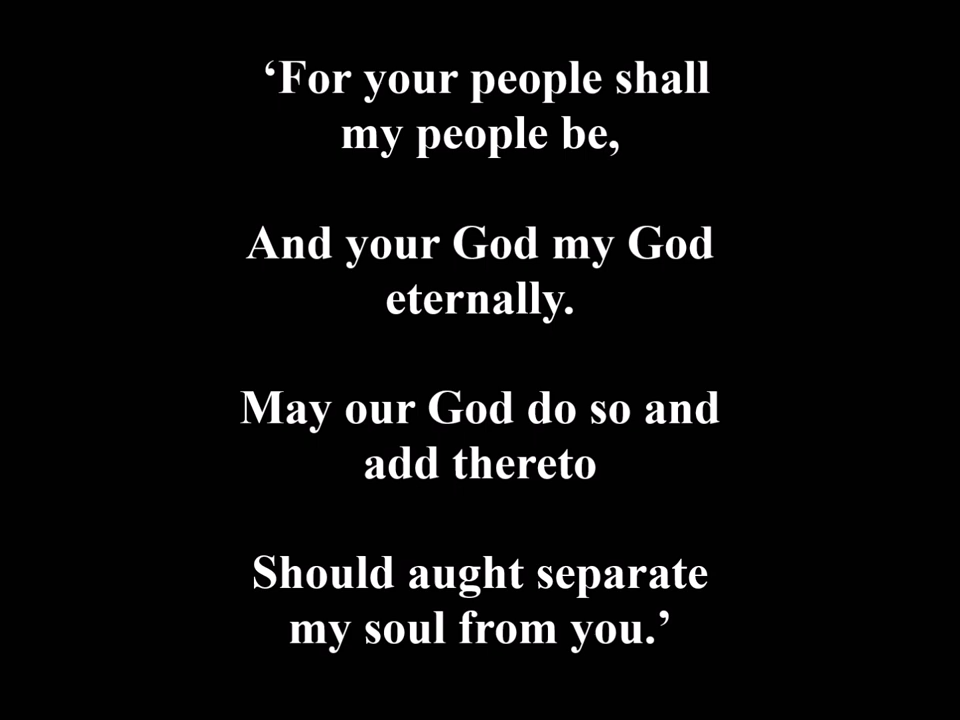 ‘For your people shall
my people be,
And your God my God
eternally.
May our God do so and
add thereto
Should aught separate
my soul from you.’